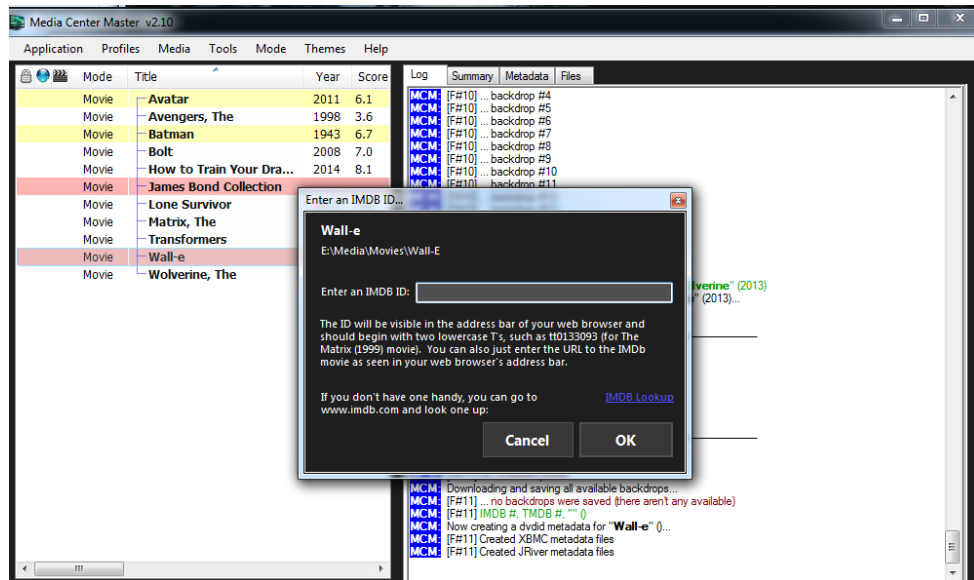 Media Center Master v2.10
Application Profiles Media Tools Mode Themes Help
Mode Title Year Score
Movie Avatar 2011 6.1
Movie Avengers, The 1998 3.6
Movie Batman 1943 6.7
Movie Bolt 2008 7.0
Movie How to Train Your Dra... 2014 8.1
Movie James Bond Collection
Movie Lone Survivor
Movie Matrix, The
Movie Transformers
Movie Wall-e
Movie Wolverine, The
Log Summary Metadata Files
MCM: [F#10] ... backdrop #4
MCM: [F#10] ... backdrop #5
MCM: [F#10] ... backdrop #6
MCM: [F#10] ... backdrop #7
MCM: [F#10] ... backdrop #8
MCM: [F#10] ... backdrop #9
MCM: [F#10] ... backdrop #10
MCM: [F#10] ... backdrop #11
lverine" (2013)
" (2013)...
Enter an IMDB ID...
Wall-e
E:\Media\Movies\Wall-E
Enter an IMDB ID:
The ID will be visible in the address bar of your web browser and
should begin with two lowercase T's, such as tt0133093 (for The
Matrix (1999) movie). You can also just enter the URL to the IMDb
movie as seen in your web browser's address bar.
If you don't have one handy, you can go to IMDB Lookup
www.imdb.com and look one up:
Cancel OK
MCM: Downloading and saving all available backdrops...
MCM: [F#11] ... no backdrops were saved (there aren't any available)
MCM: [F#11] IMDB #, TMDB #, "" ()
MCM: Now creating a dvdid metadata for "Wall-e" ()...
MCM: [F#11] Created XBMC metadata files
MCM: [F#11] Created JRiver metadata files